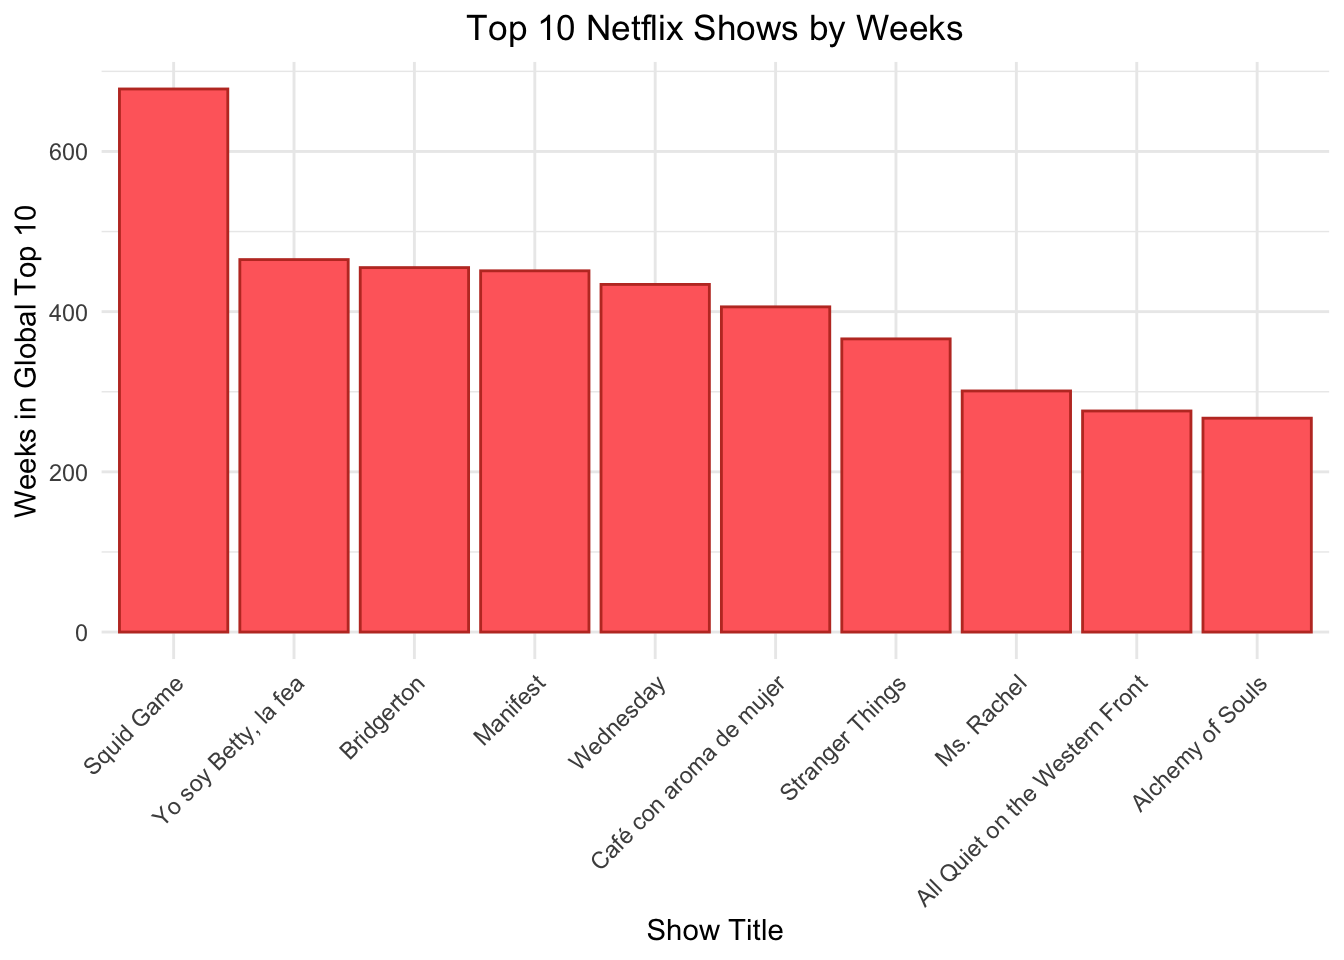 Top 10 Netflix Shows by Weeks
Weeks in Global Top 10
600
400
200
0
Squid Game
Yo soy Betty, la fea
Bridgerton
Manifest
Wednesday
Café con aroma de mujer
Stranger Things
Ms. Rachel
All Quiet on the Western Front
Alchemy of Souls
Show Title